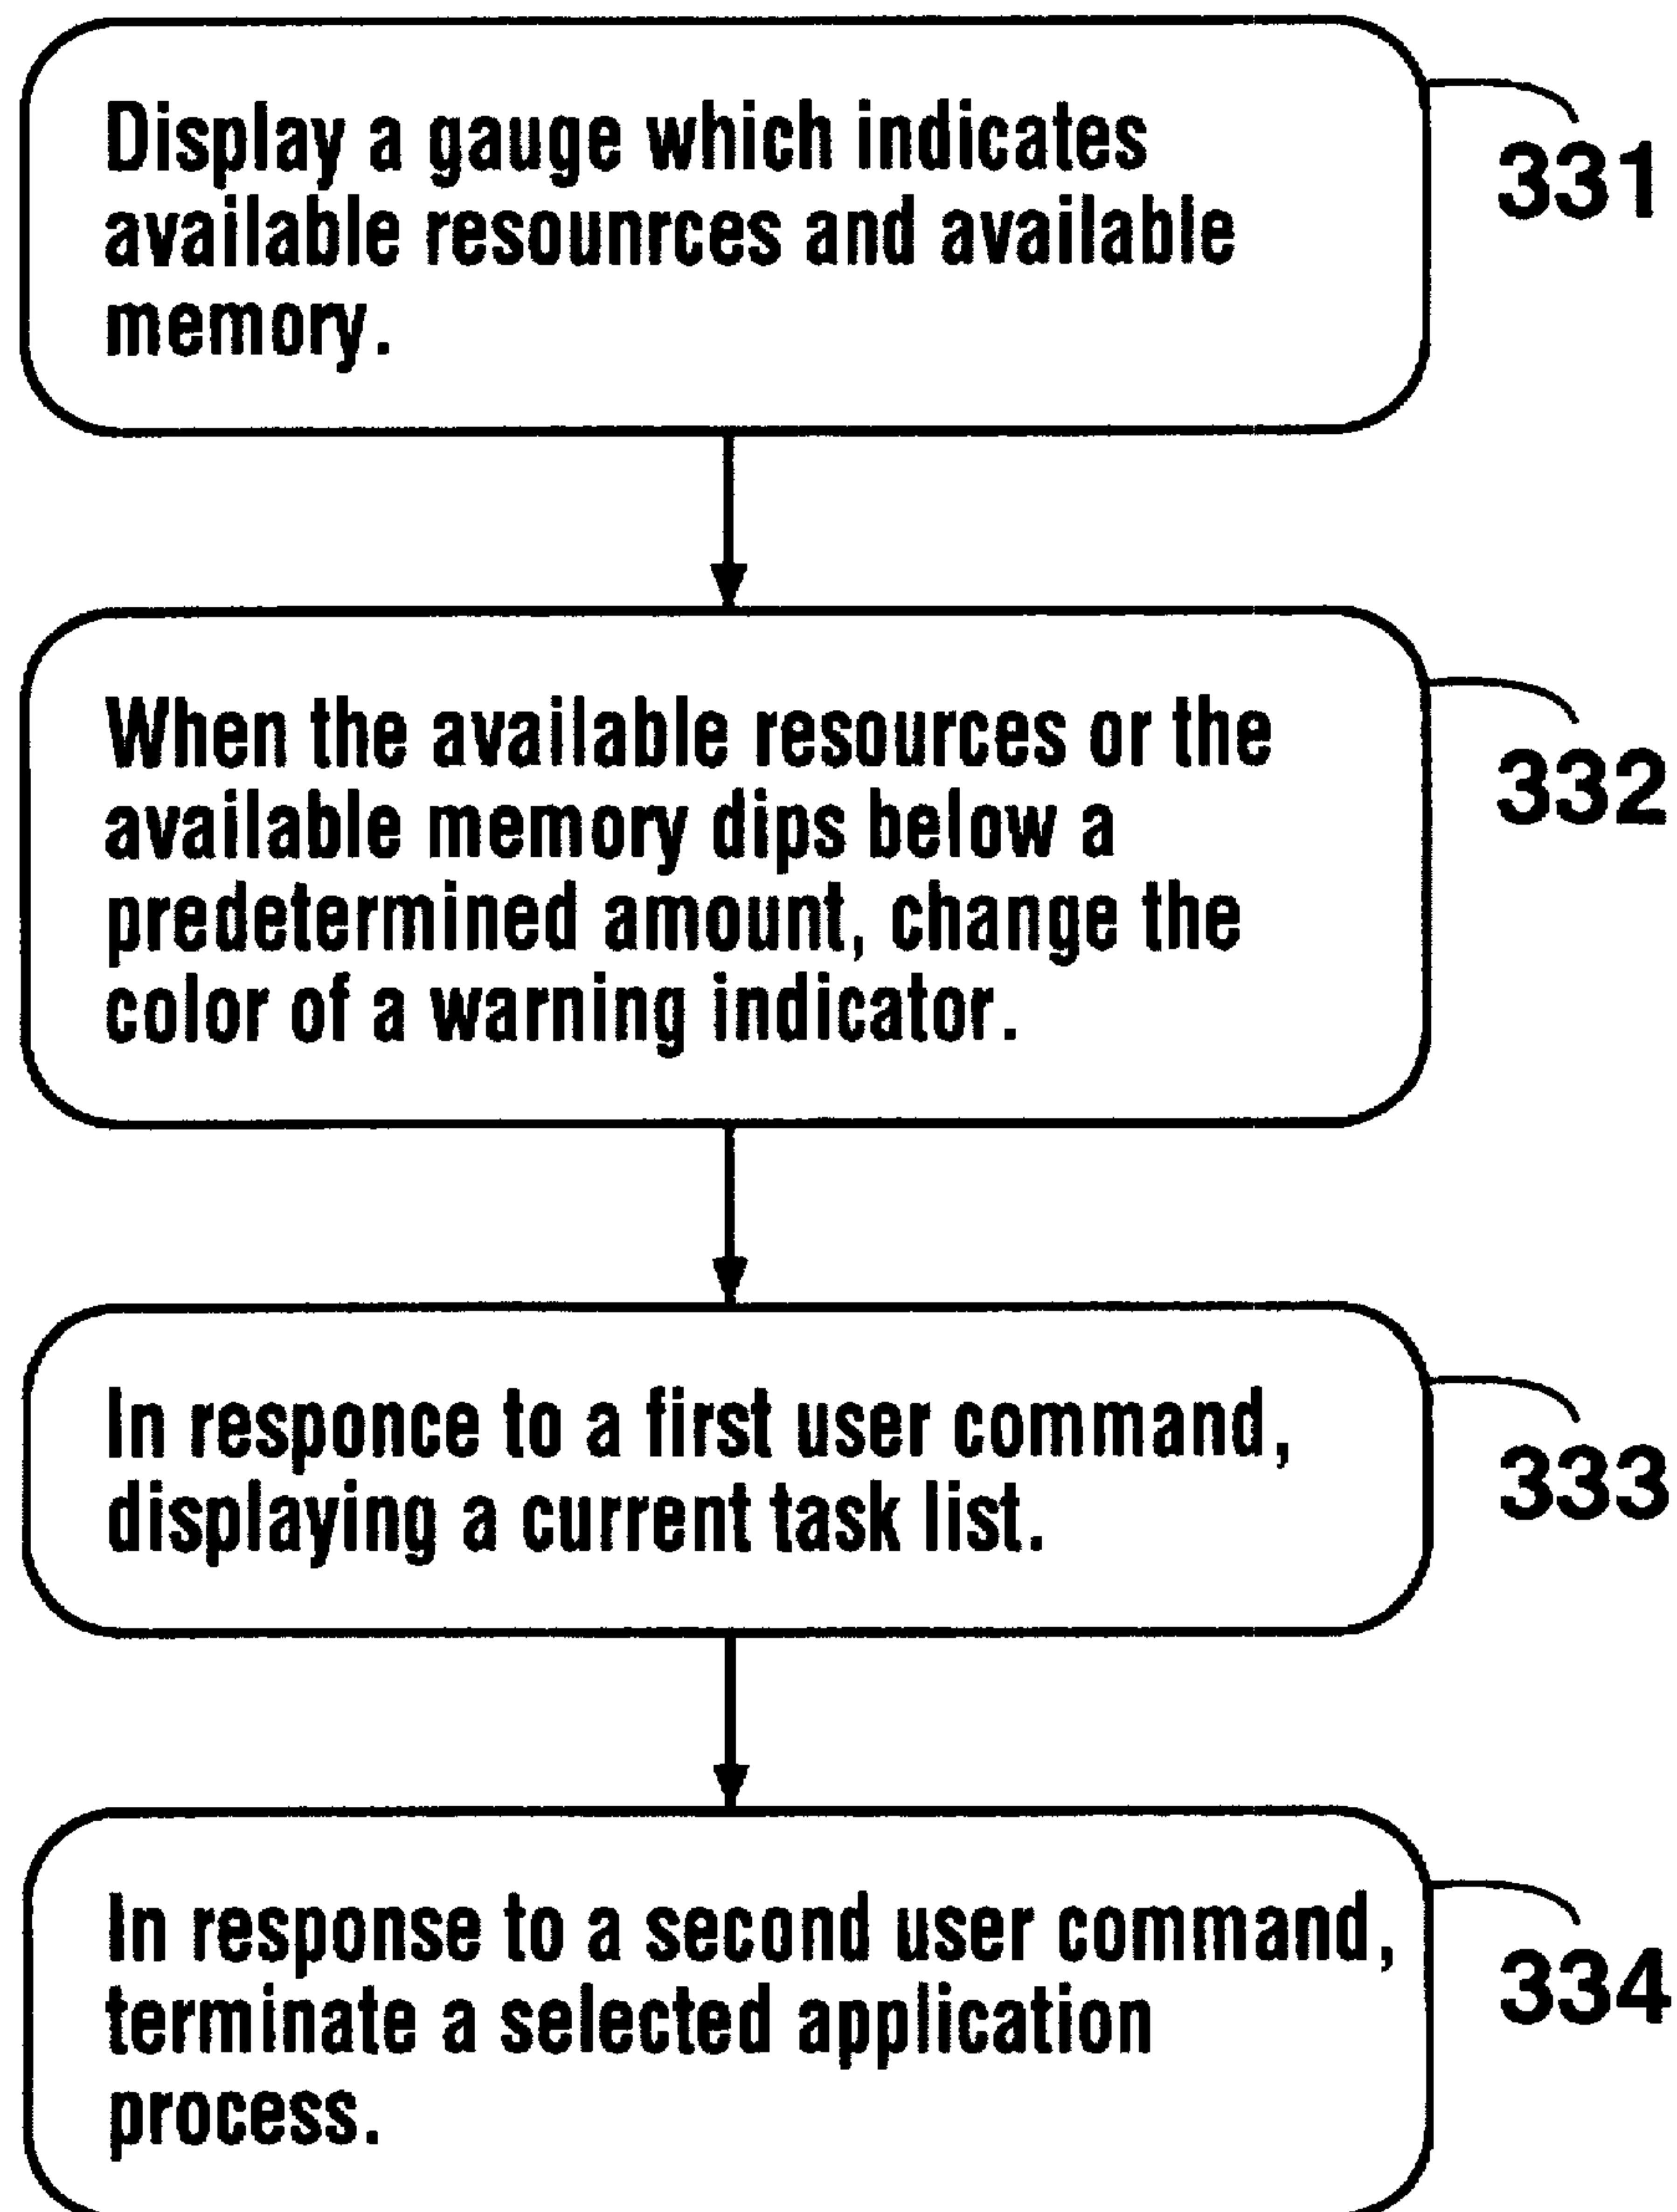 Display a gauge which indicates
available resounrces and available
memory.
331
When the available resources or the
available memory dips below a
predetermined amount, change the
color of a warning indicator.
332
In responce to a first user command,
displaying a current task list.
333
In response to a second user command,
terminate a selected application
process.
334